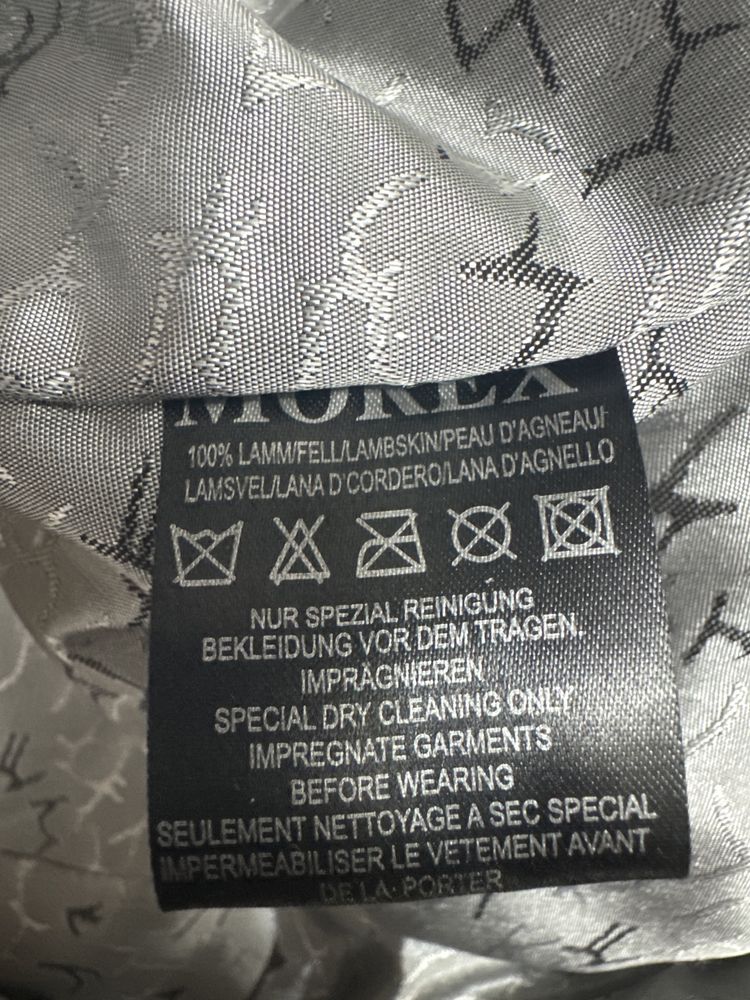 MOREX
100% LAMM/FELL/LAMBSKIN/PEAU D'AGNEAU/
LAMSVEL/LANA D'CORDERO/LANA D'AGNELLO
NUR SPEZIAL REINIGUNG
BEKLEIDUNG VOR DEM TRAGEN.
IMPRÄGNIEREN
SPECIAL DRY CLEANING ONLY
IMPREGNATE GARMENTS
BEFORE WEARING
SEULEMENT NETTOYAGE A SEC SPECIAL
IMPERMEABILISER LE VETEMENT AVANT
DE LA PORTER